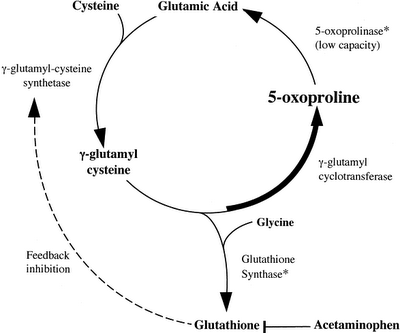 Cysteine
Glutamic Acid
5-oxoprolinase*
(low capacity)
γ-glutamyl-cysteine
synthetase
5-oxoproline
γ-glutamyl
cysteine
γ-glutamyl
cyclotransferase
Glycine
Feedback
inhibition
Glutathione
Synthase*
Glutathione
Acetaminophen